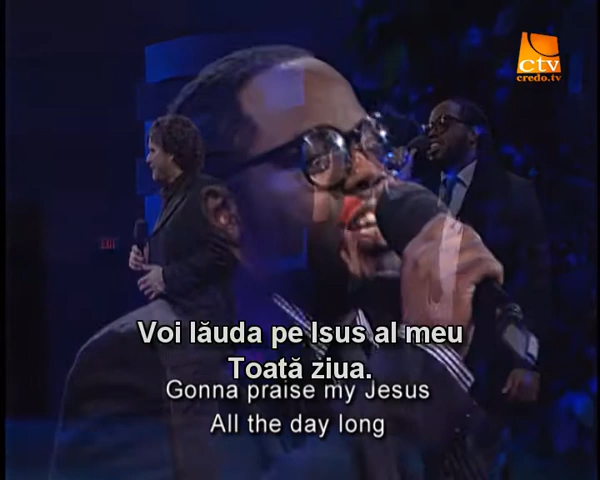 ctv
credo.tv
EXIT
Voi lăuda pe Isus al meu
Toată ziua.
Gonna praise my Jesus
All the day long